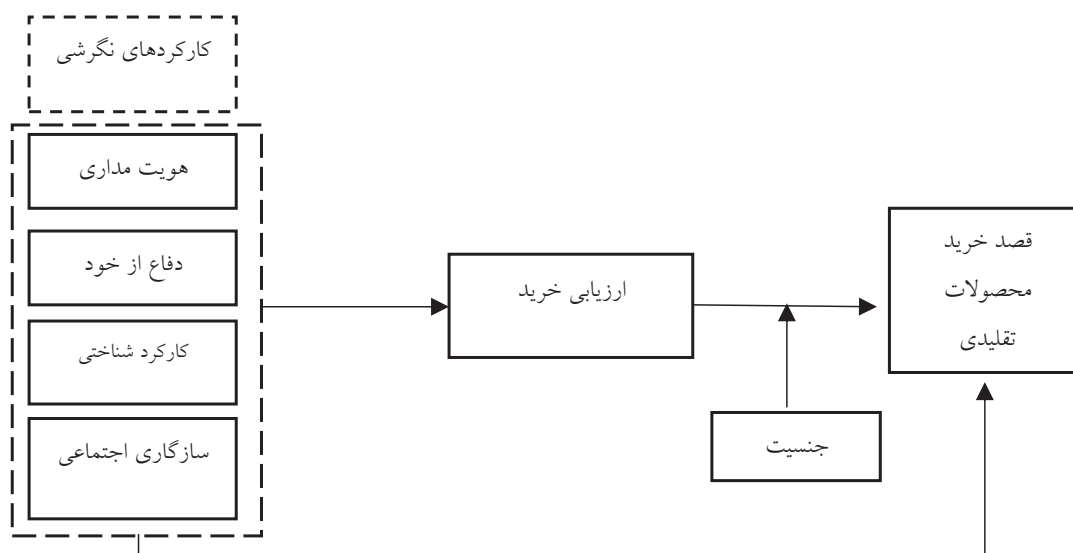 کارکردهای نگرشی
هویت مداری
دفاع از خود
کارکرد شناختی
سازگاری اجتماعی
ارزیابی خرید
جنسیت
قصد خرید
محصولات
تقلیدی